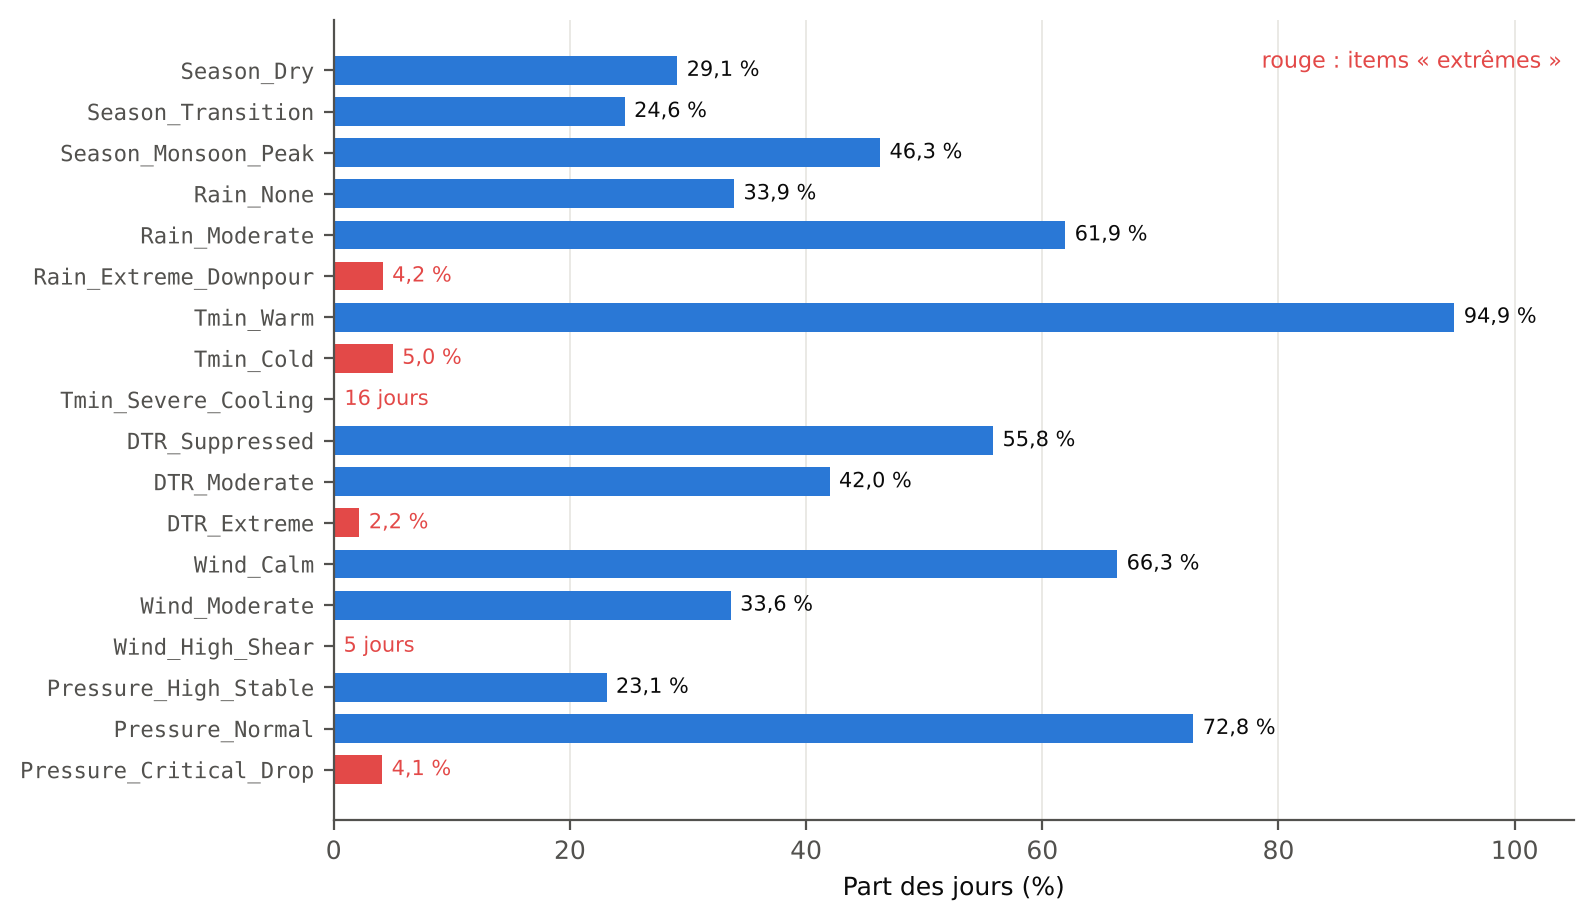 rouge : items « extrêmes »
Season_Dry 29,1 %
Season_Transition 24,6 %
Season_Monsoon_Peak 46,3 %
Rain_None 33,9 %
Rain_Moderate 61,9 %
Rain_Extreme_Downpour 4,2 %
Tmin_Warm 94,9 %
Tmin_Cold 5,0 %
Tmin_Severe_Cooling 16 jours
DTR_Suppressed 55,8 %
DTR_Moderate 42,0 %
DTR_Extreme 2,2 %
Wind_Calm 66,3 %
Wind_Moderate 33,6 %
Wind_High_Shear 5 jours
Pressure_High_Stable 23,1 %
Pressure_Normal 72,8 %
Pressure_Critical_Drop 4,1 %
0 20 40 60 80 100
Part des jours (%)